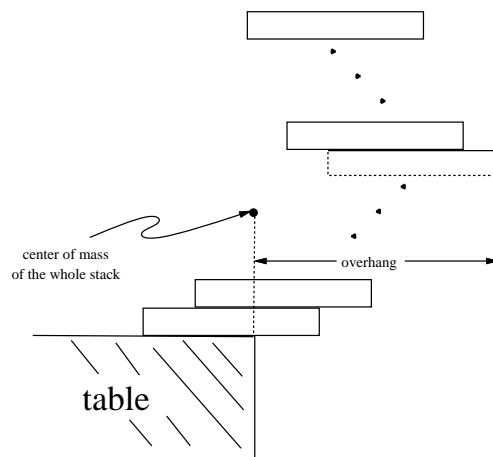 center of mass
of the whole stack
overhang
table